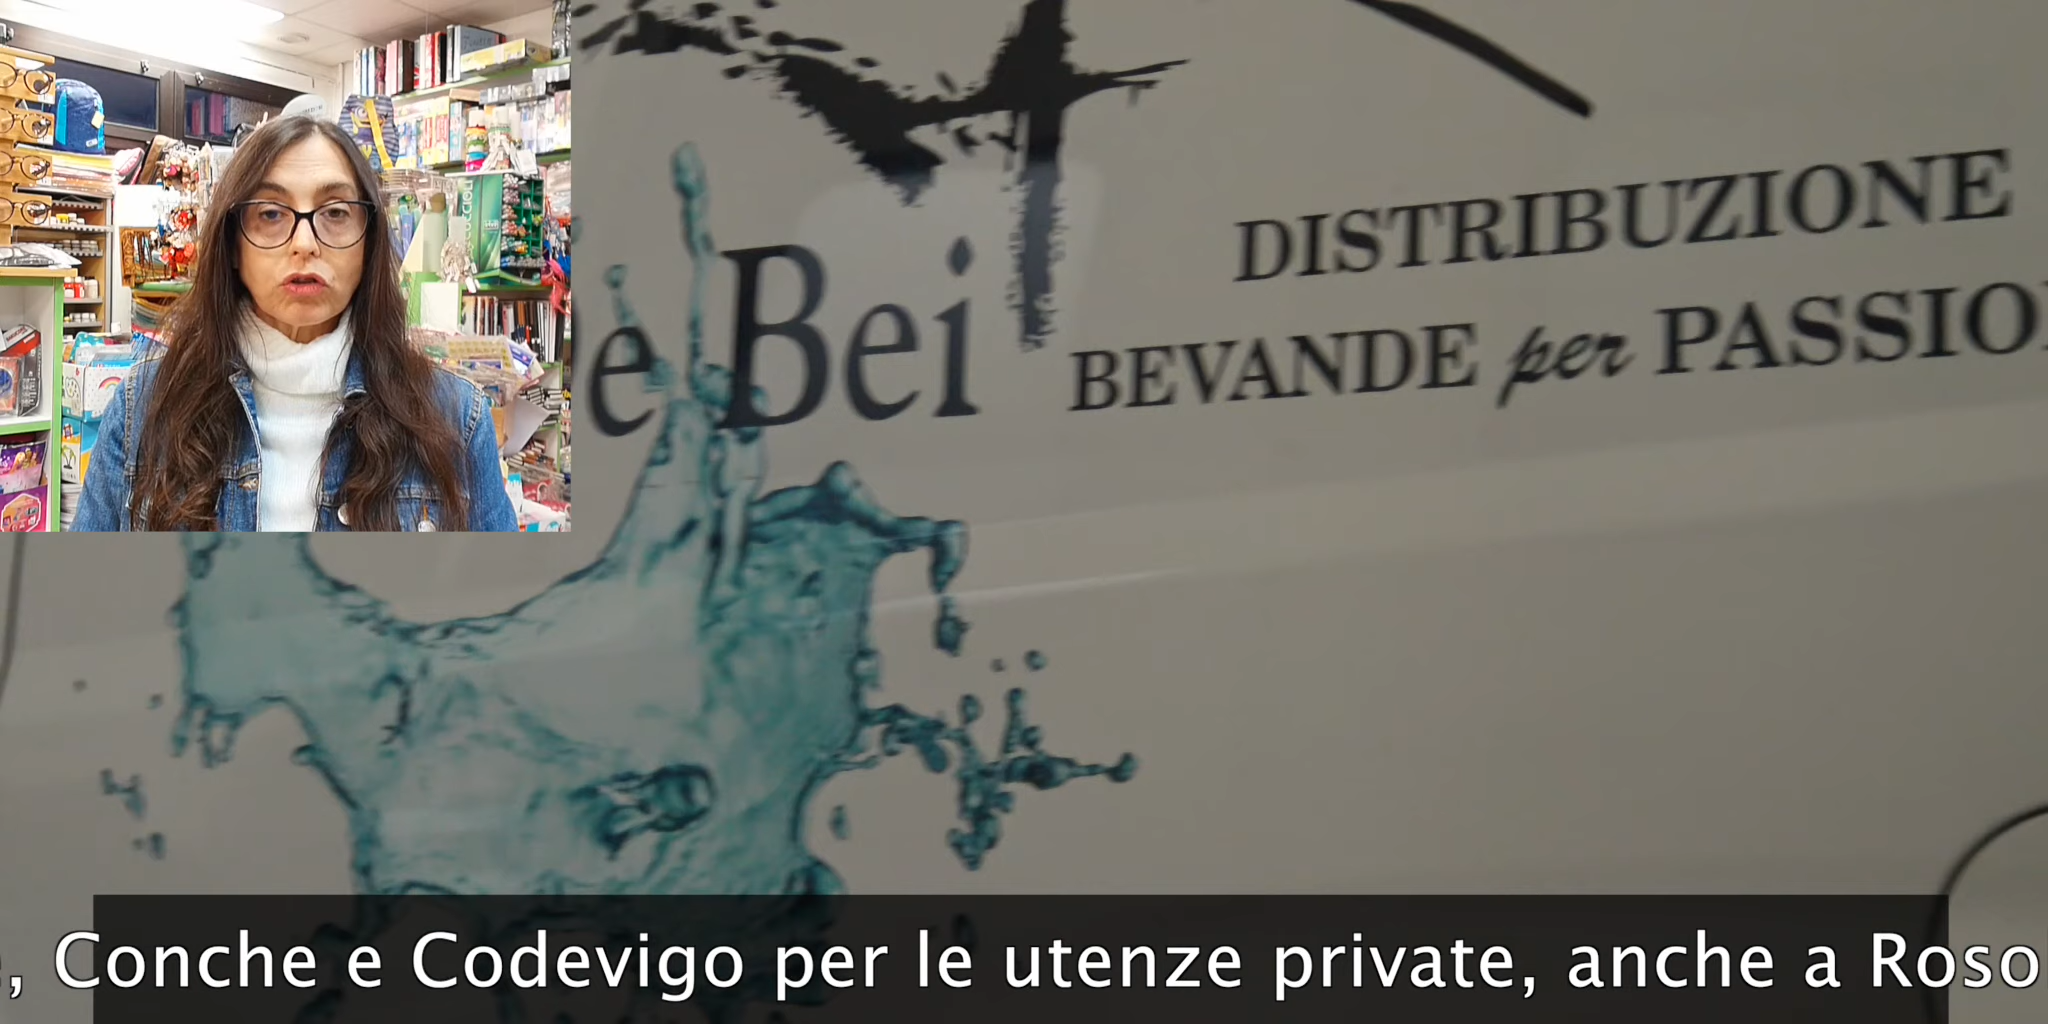 e Bei
DISTRIBUZIONE
BEVANDE per PASSIO
, Conche e Codevigo per le utenze private, anche a Roso